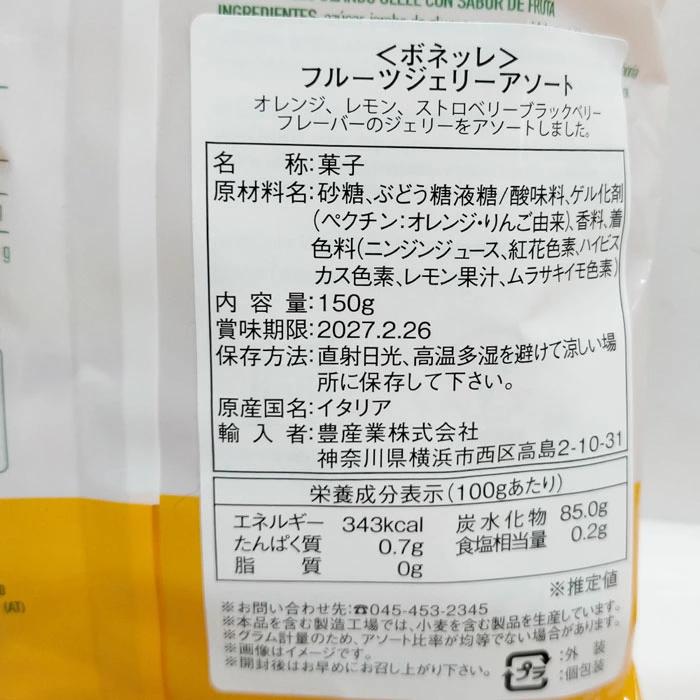 GELÉE CON SABOR DE FRUTA
INGREDIENTES: azúcar, jarabe de
<ボネッレ>
フルーツジェリーアソート
オレンジ、レモン、ストロベリーブラックベリー
フレーバーのジェリーをアソートしました。
名 称:菓子
原材料名:砂糖、ぶどう糖液糖/酸味料、ゲル化剤
(ペクチン:オレンジ・りんご由来)、香料、着
色料(ニンジンジュース、紅花色素、ハイビス
カス色素、レモン果汁、ムラサキイモ色素)
内 容 量:150g
賞味期限:2027.2.26
保存方法:直射日光、高温多湿を避けて涼しい場
所に保存して下さい。
原産国名:イタリア
輸 入 者:豊産業株式会社
神奈川県横浜市西区高島2-10-31
栄養成分表示(100gあたり)
エネルギー 343kcal 炭水化物 85.0g
たんぱく質 0.7g 食塩相当量 0.2g
脂 質 0g
※推定値
※お問い合わせ先:☎045-453-2345
※本品を含む製造工場では、小麦を含む製品を生産しています。
※グラム計量のため、アソート比率が均等でない場合があります。
※画像はイメージです。
※開封後はお早めにお召し上がり下さい。
プラ :外 装
:個包装
g
(AT)